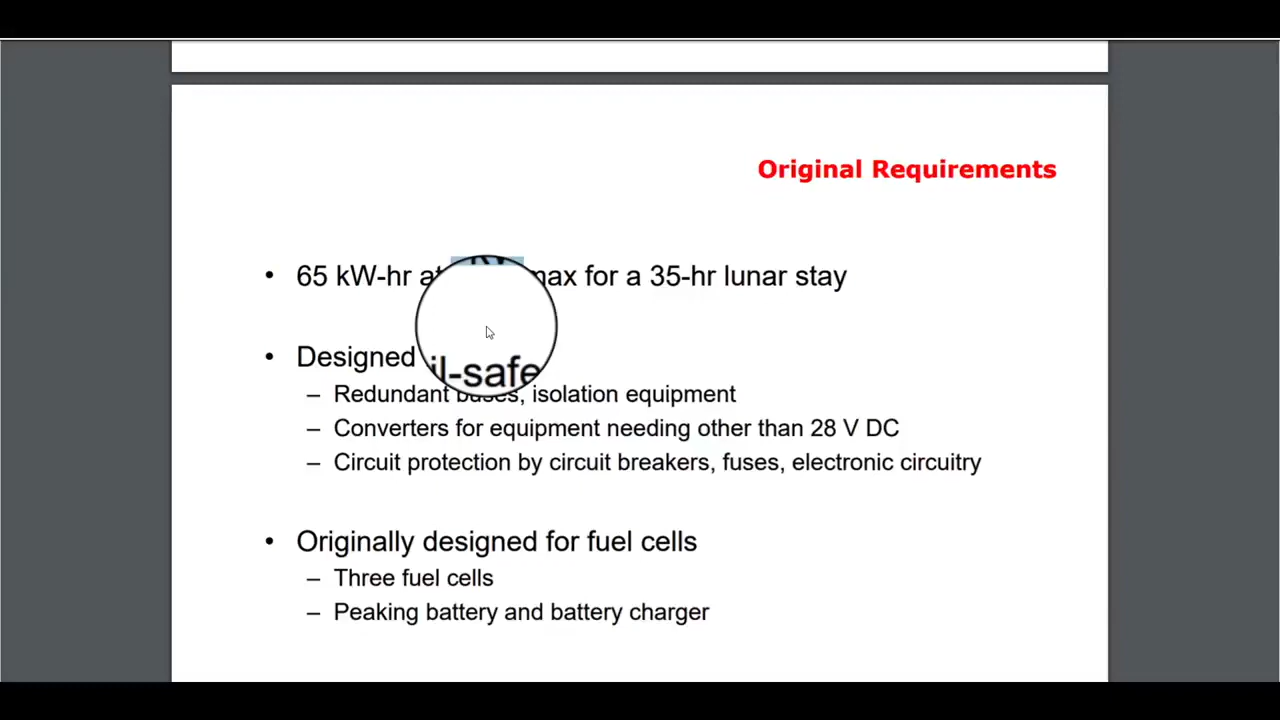 Original Requirements
• 65 kW-hr at max for a 35-hr lunar stay
• Designed il-safe
– Redundant buses, isolation equipment
– Converters for equipment needing other than 28 V DC
– Circuit protection by circuit breakers, fuses, electronic circuitry
• Originally designed for fuel cells
– Three fuel cells
– Peaking battery and battery charger